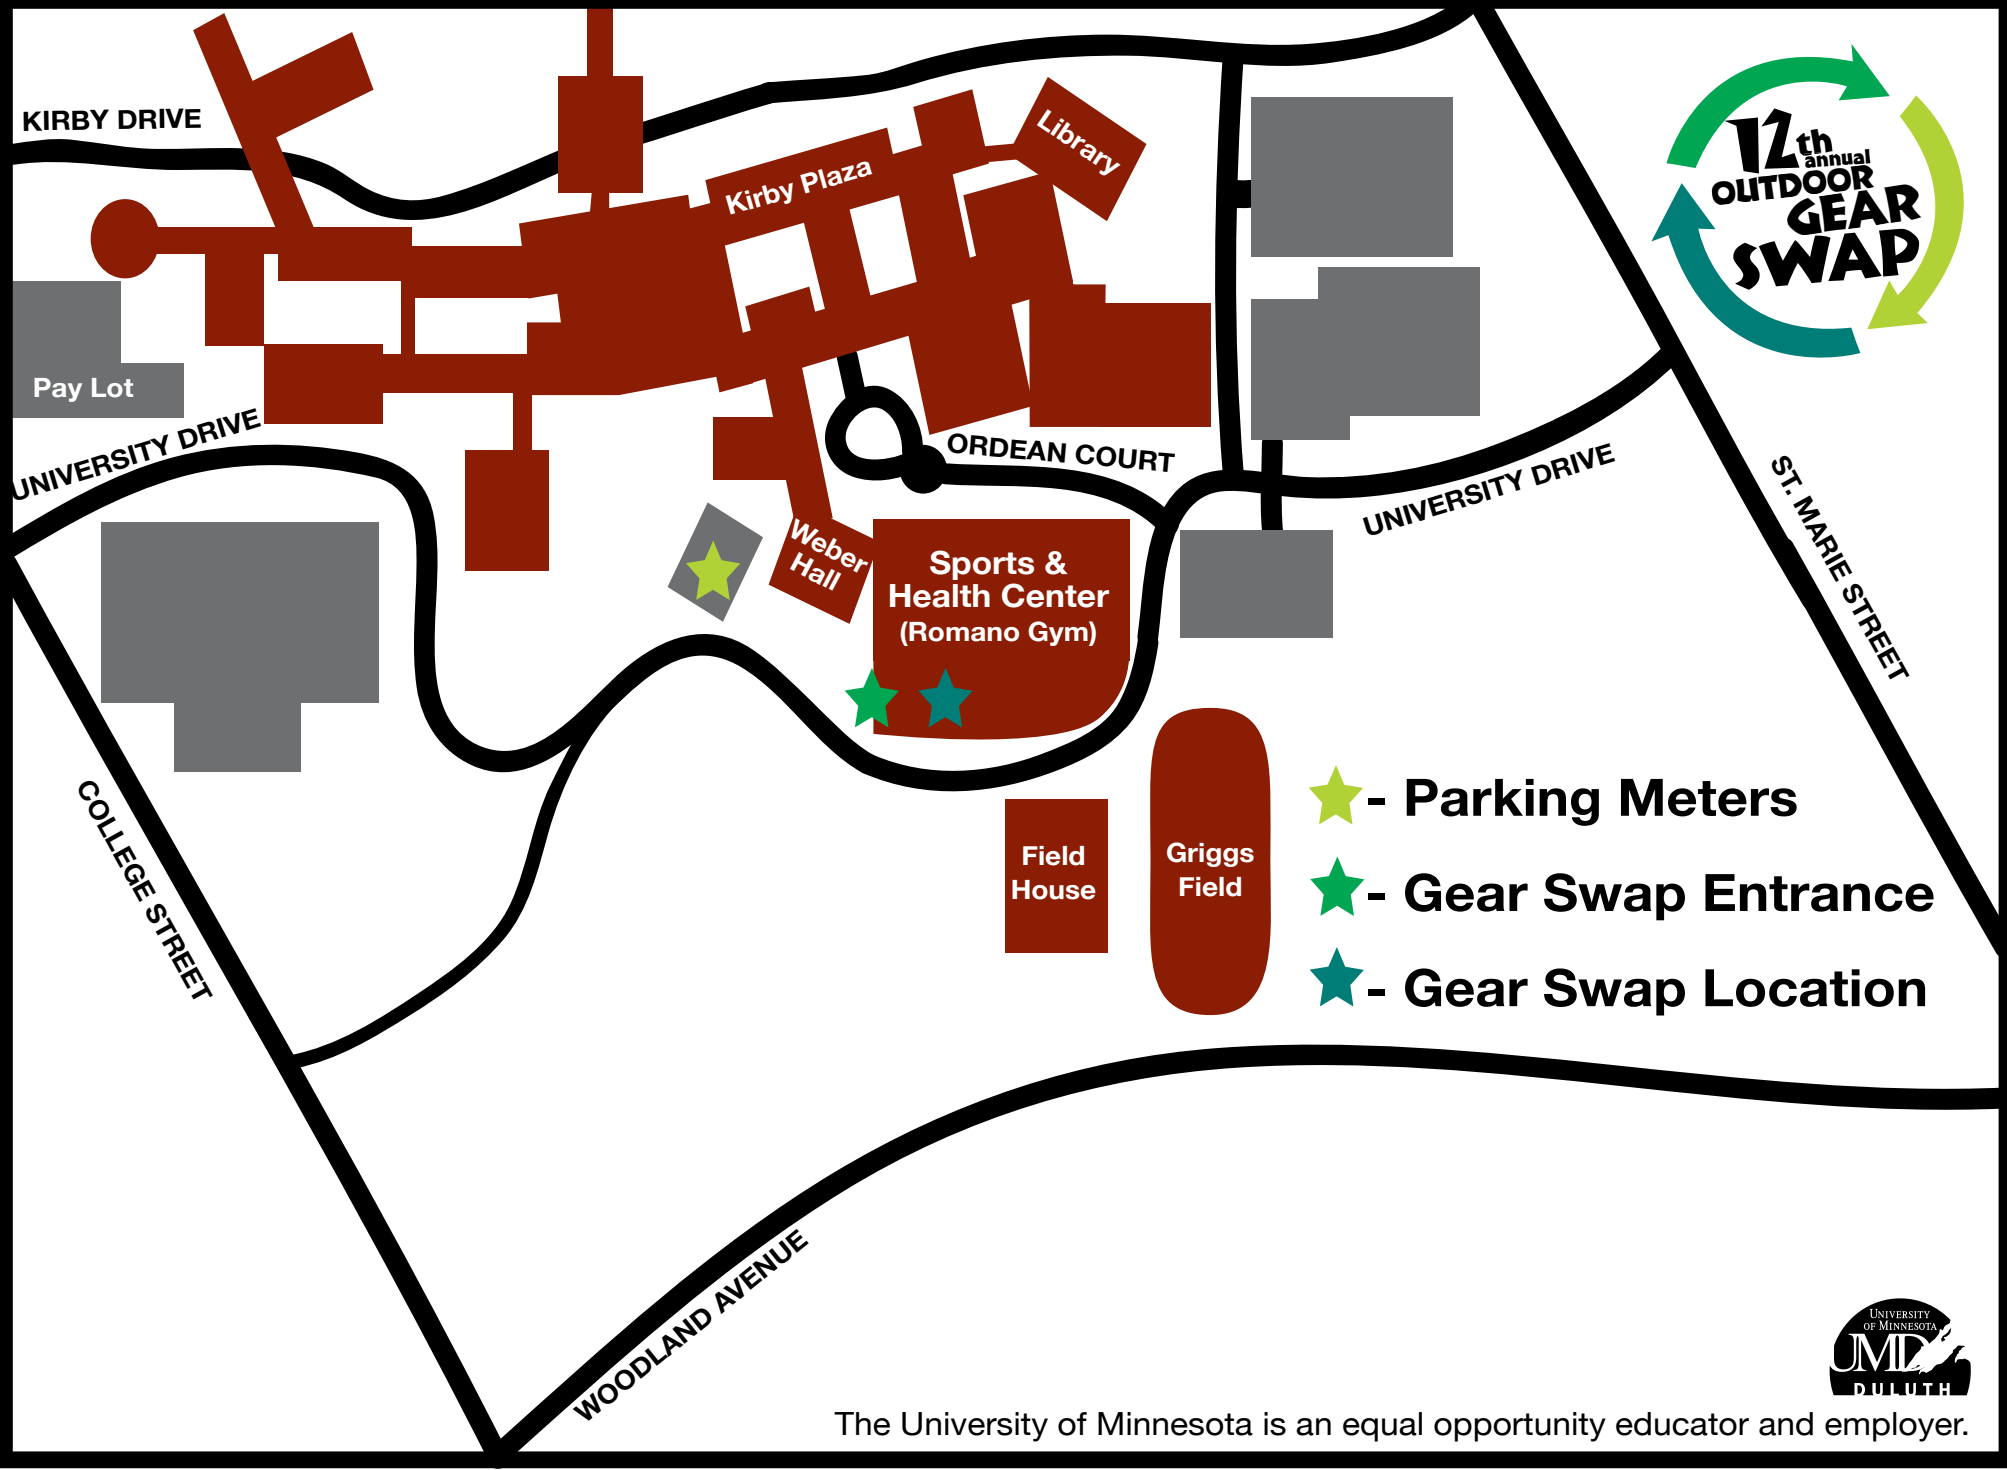 KIRBY DRIVE
12th
annual
OUTDOOR
GEAR
SWAP
Library
Kirby Plaza
Pay Lot
UNIVERSITY DRIVE
ORDEAN COURT
UNIVERSITY DRIVE
ST. MARIE STREET
Weber
Hall
Sports &
Health Center
(Romano Gym)
COLLEGE STREET
Field
House
Griggs
Field
- Parking Meters
- Gear Swap Entrance
- Gear Swap Location
WOODLAND AVENUE
UNIVERSITY
OF MINNESOTA
UMD
DULUTH
The University of Minnesota is an equal opportunity educator and employer.